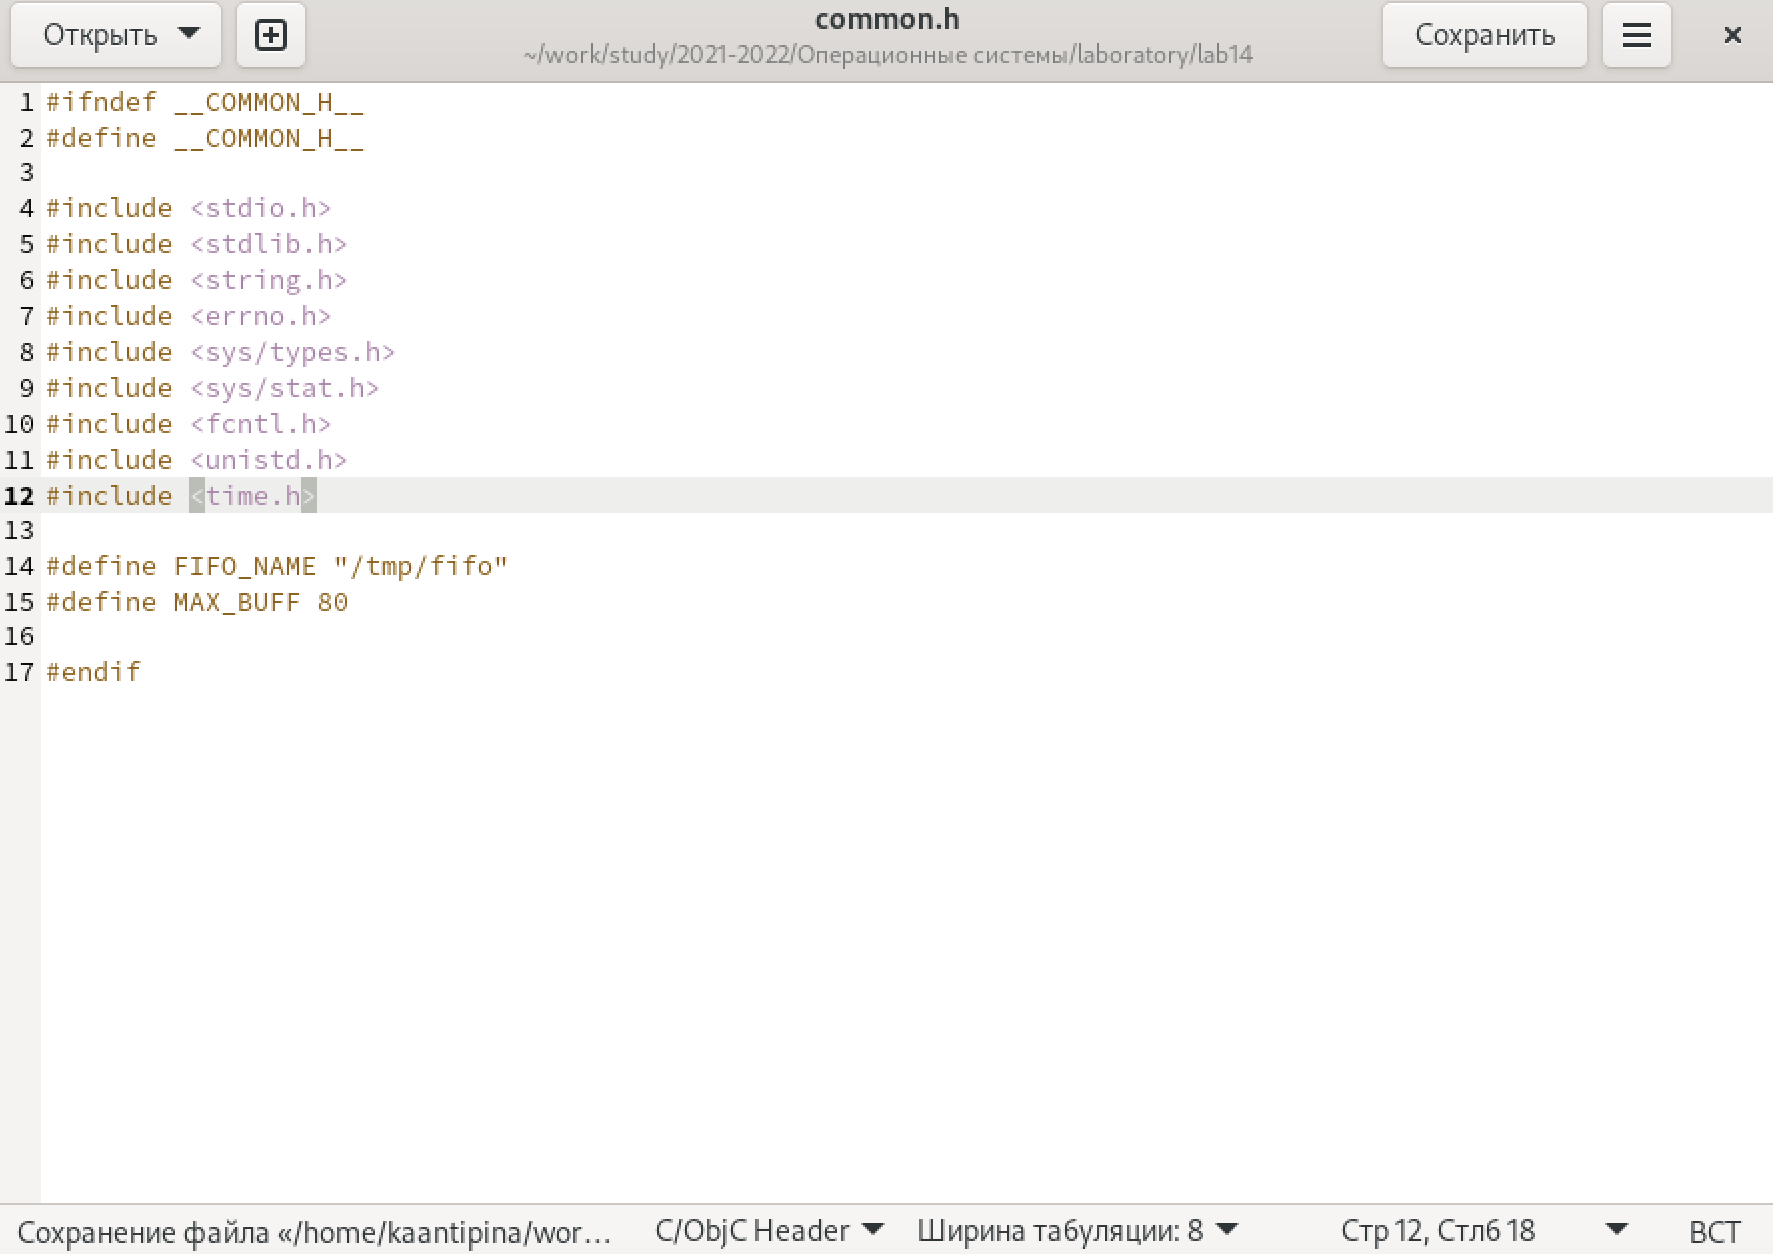 Открыть
common.h
~/work/study/2021-2022/Операционные системы/laboratory/lab14
Сохранить
1 #ifndef __COMMON_H__
2 #define __COMMON_H__
3
4 #include <stdio.h>
5 #include <stdlib.h>
6 #include <string.h>
7 #include <errno.h>
8 #include <sys/types.h>
9 #include <sys/stat.h>
10 #include <fcntl.h>
11 #include <unistd.h>
12 #include <time.h>
13
14 #define FIFO_NAME "/tmp/fifo"
15 #define MAX_BUFF 80
16
17 #endif
Сохранение файла «/home/kaantipina/wor… C/ObjC Header Ширина табуляции: 8 Стр 12, Стлб 18 ВСТ